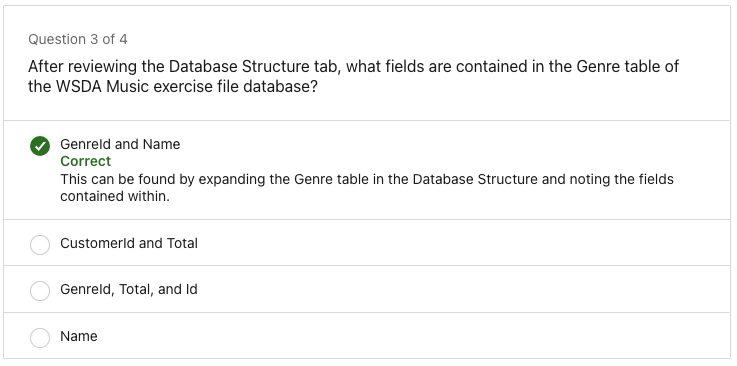 Question 3 of 4
After reviewing the Database Structure tab, what fields are contained in the Genre table of
the WSDA Music exercise file database?
GenreId and Name
Correct
This can be found by expanding the Genre table in the Database Structure and noting the fields
contained within.
CustomerId and Total
GenreId, Total, and Id
Name